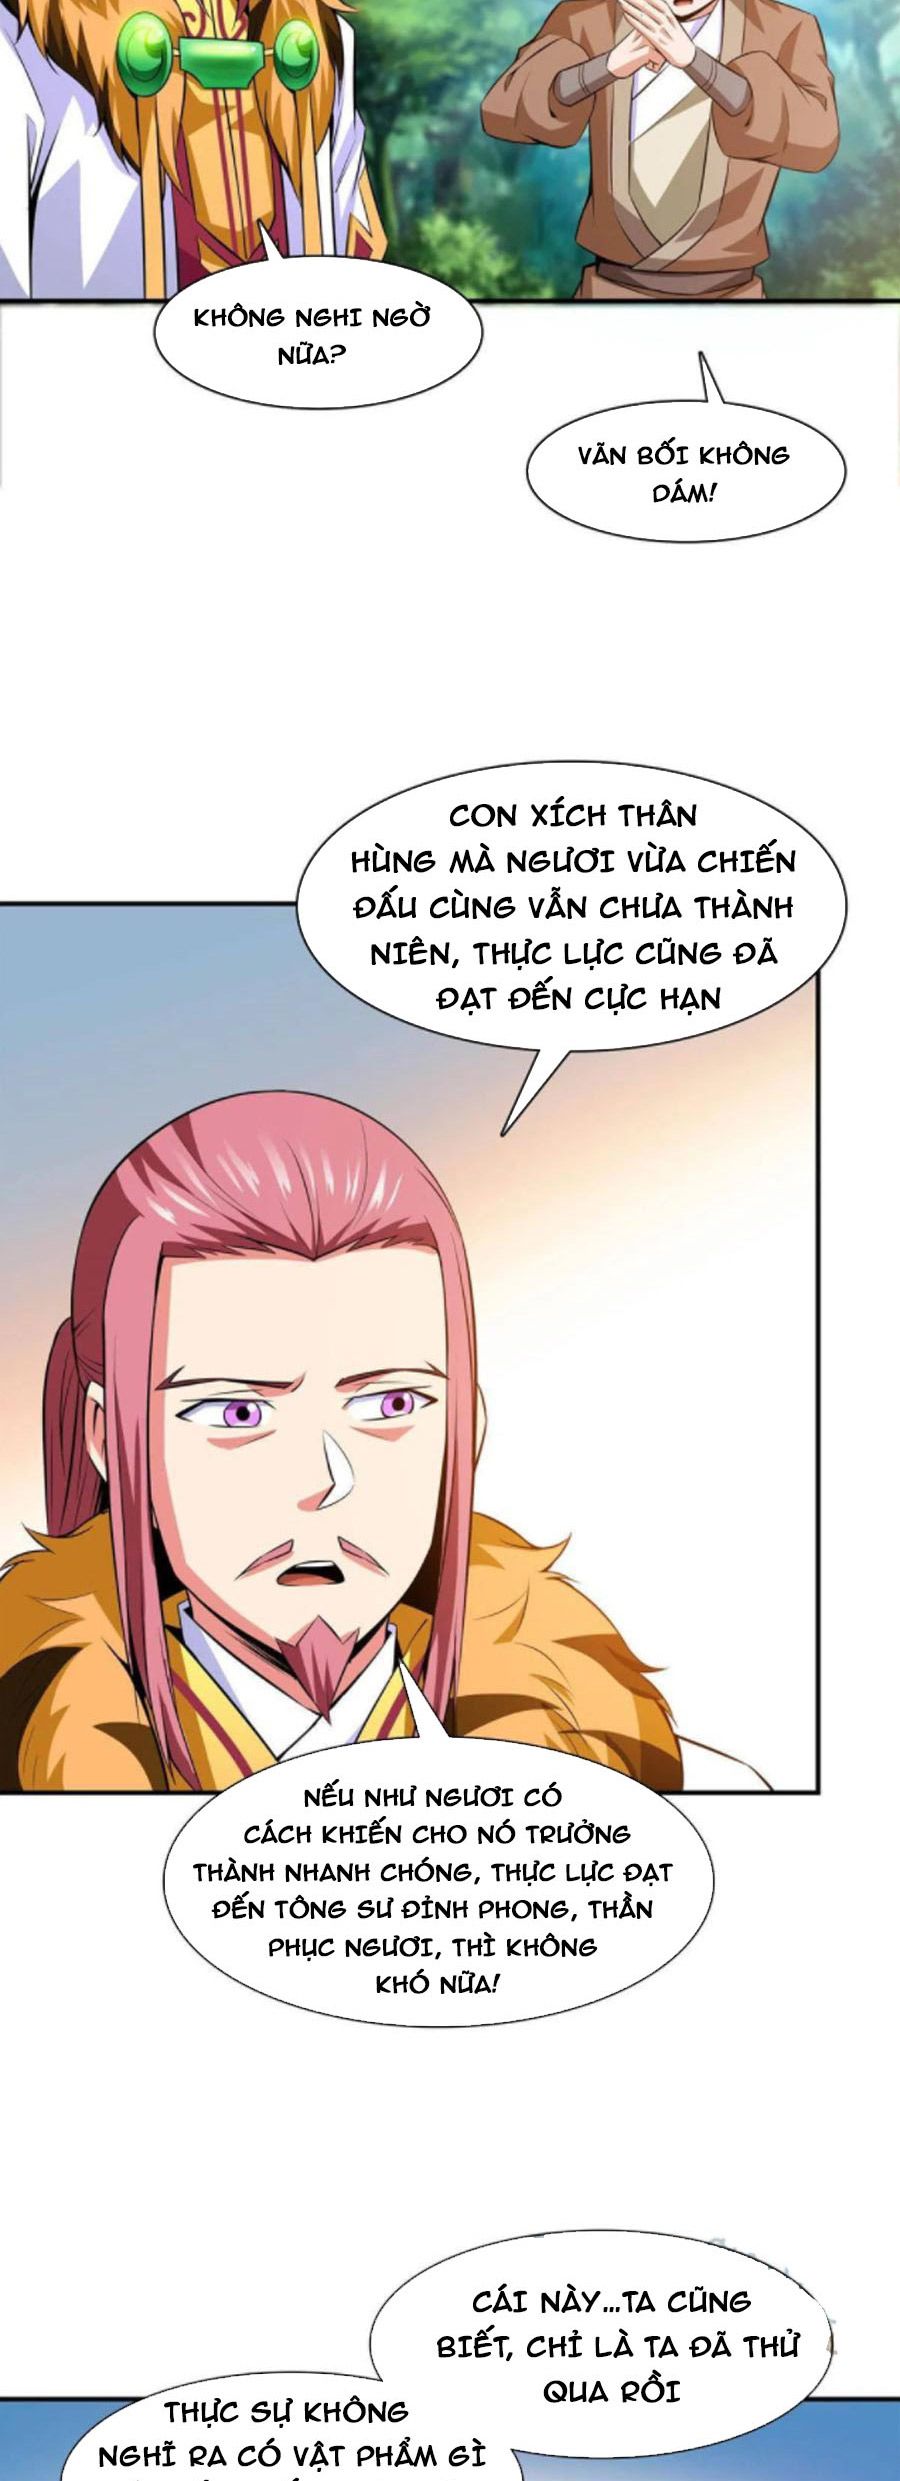 KHÔNG NGHI NGỜ
NỮA?
VÃN BỐI KHÔNG
DÁM!
CON XÍCH THÂN
HÙNG MÀ NGƯƠI VỪA CHIẾN
ĐẤU CÙNG VẪN CHƯA THÀNH
NIÊN, THỰC LỰC CŨNG ĐÃ
ĐẠT ĐẾN CỰC HẠN
NẾU NHƯ NGƯƠI CÓ
CÁCH KHIẾN CHO NÓ TRƯỞNG
THÀNH NHANH CHÓNG, THỰC LỰC ĐẠT
ĐẾN TÔNG SƯ ĐỈNH PHONG, THẦN
PHỤC NGƯƠI, THÌ KHÔNG
KHÓ NỮA!
CÁI NÀY...TA CŨNG
BIẾT, CHỈ LÀ TA ĐÃ THỬ
QUA RỒI
THỰC SỰ KHÔNG
NGHĨ RA CÓ VẬT PHẨM GÌ